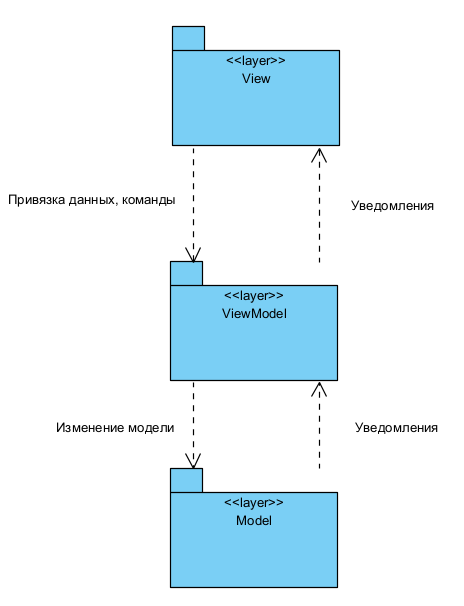 <<layer>>
View
Привязка данных, команды
Уведомления
<<layer>>
ViewModel
Изменение модели
Уведомления
<<layer>>
Model